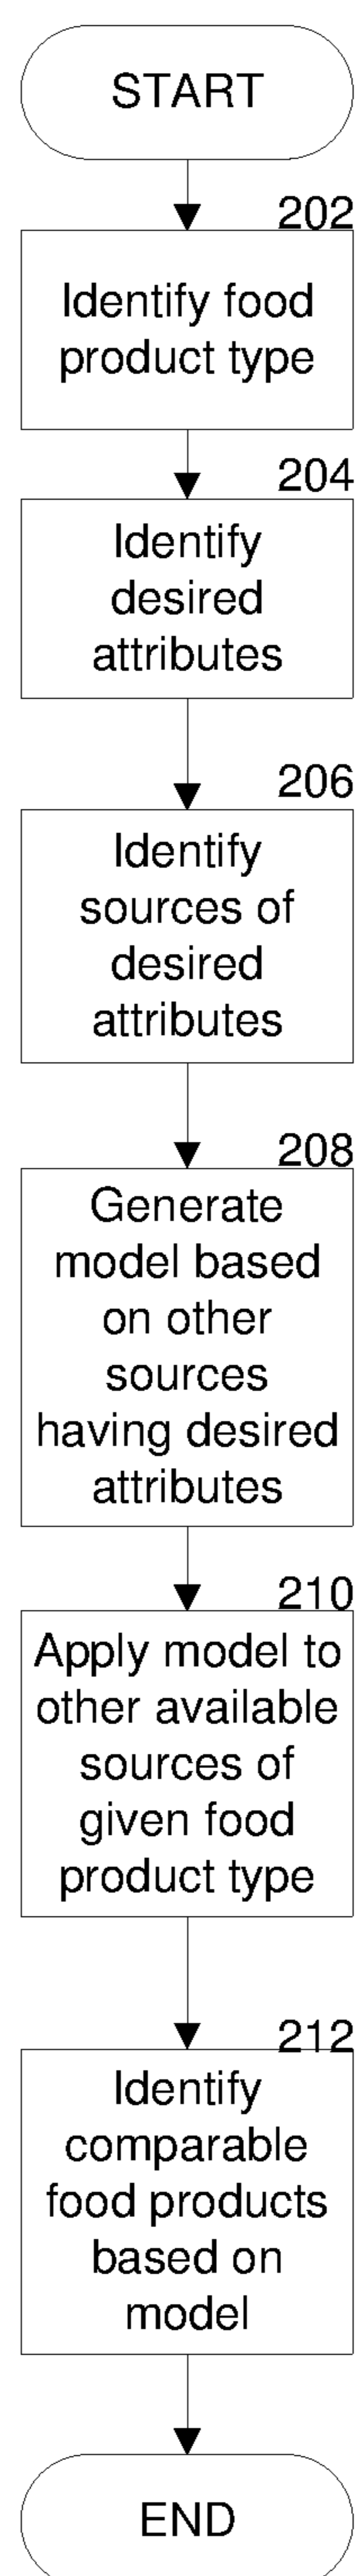 START
202
Identify food
product type
204
Identify
desired
attributes
206
Identify
sources of
desired
attributes
208
Generate
model based
on other
sources
having desired
attributes
210
Apply model to
other available
sources of
given food
product type
212
Identify
comparable
food products
based on
model
END